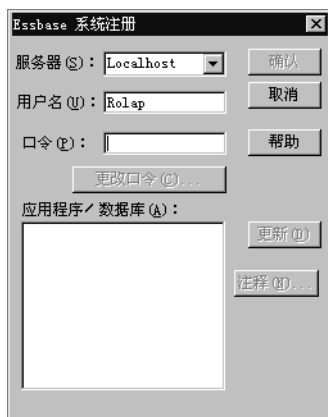 Essbase 系统注册
服务器(S): Localhost 确认
用户名(U): Rolap 取消
口令(P): 帮助
更改口令(C)...
应用程序/数据库(A):
更新(D)
注释(N)...